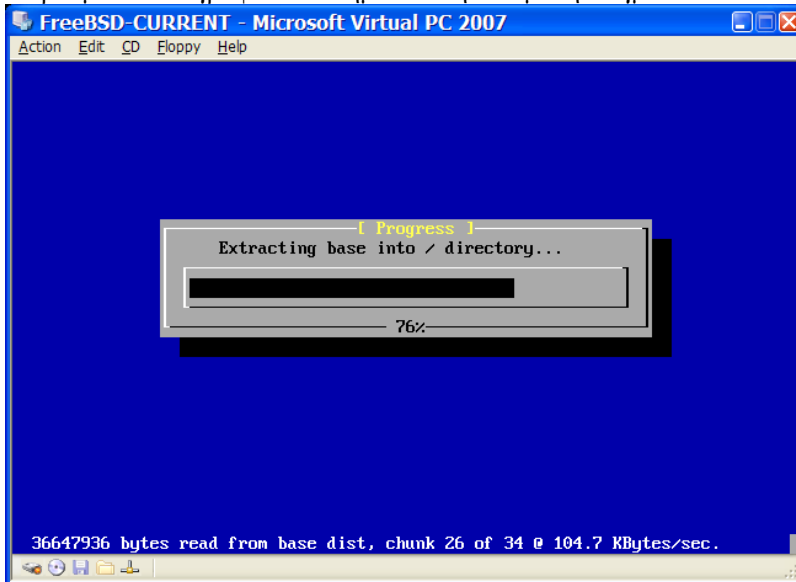 FreeBSD-CURRENT - Microsoft Virtual PC 2007
Action Edit CD Floppy Help
[ Progress ]
Extracting base into / directory...
76%
36647936 bytes read from base dist, chunk 26 of 34 @ 104.7 KBytes/sec.